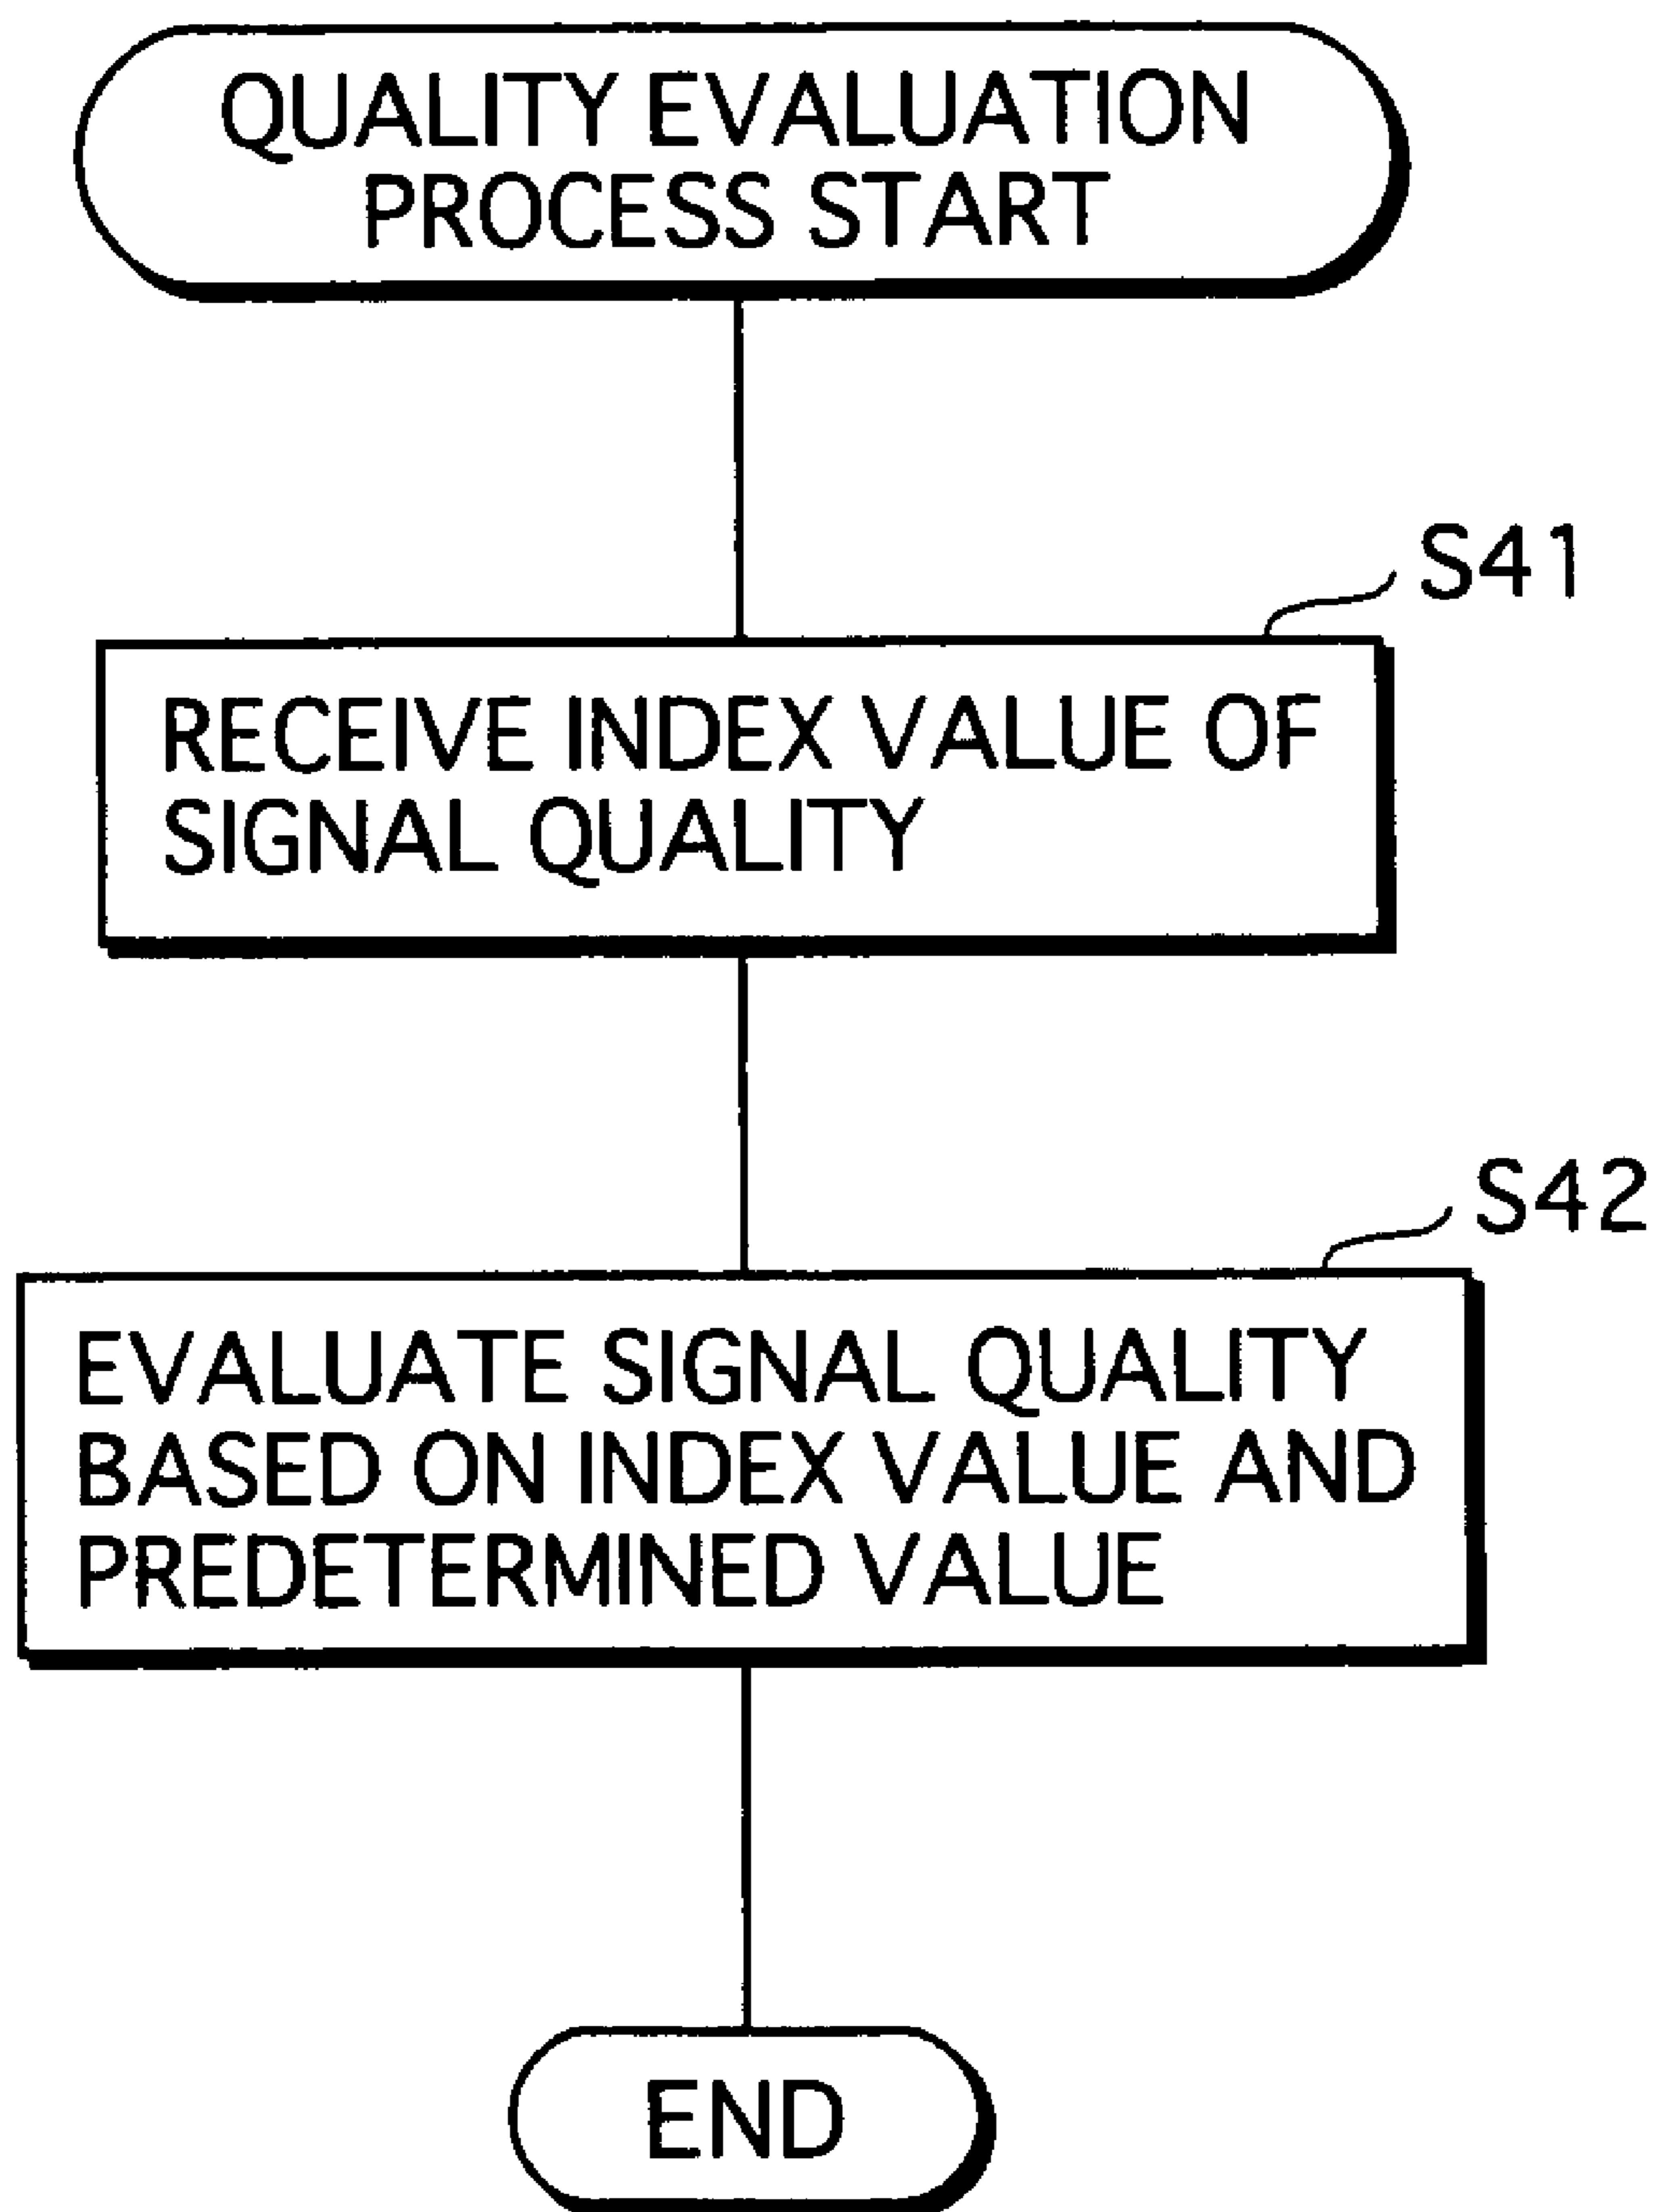 QUALITY EVALUATION
PROCESS START
S41
RECEIVE INDEX VALUE OF
SIGNAL QUALITY
S42
EVALUATE SIGNAL QUALITY
BASED ON INDEX VALUE AND
PREDETERMINED VALUE
END